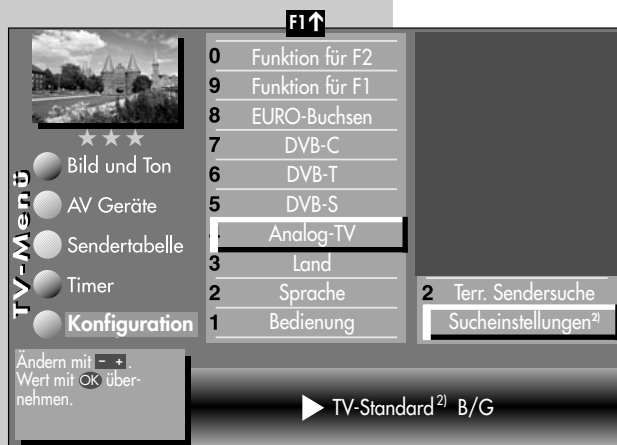 F1↑
TV-Menü
Bild und Ton
AV Geräte
Sendertabelle
Timer
Konfiguration
0 Funktion für F2
9 Funktion für F1
8 EURO-Buchsen
7 DVB-C
6 DVB-T
5 DVB-S
Analog-TV
3 Land
2 Sprache
1 Bedienung
2 Terr. Sendersuche
Sucheinstellungen²⁾
Ändern mit - + .
Wert mit OK über-
nehmen.
TV-Standard²⁾ B/G